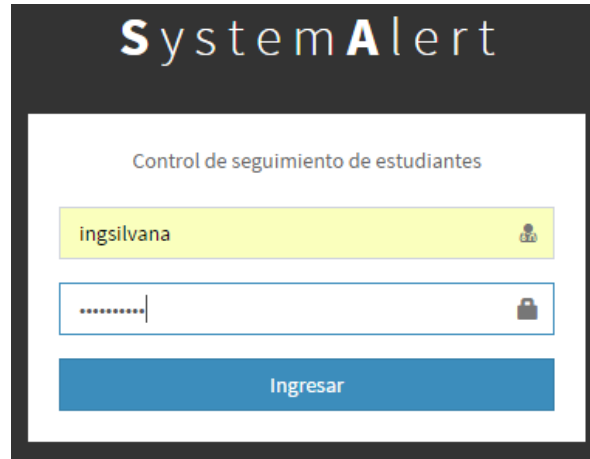 SystemAlert
Control de seguimiento de estudiantes
ingsilvana
••••••••••
Ingresar